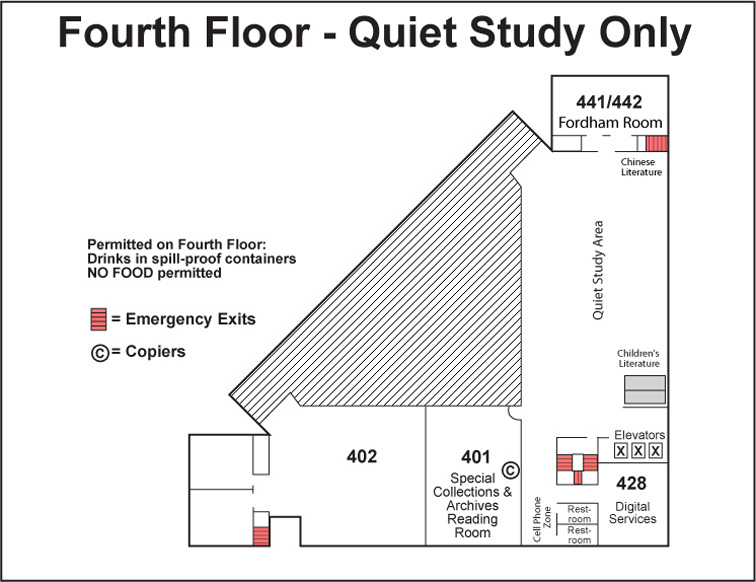 Fourth Floor - Quiet Study Only
441/442
Fordham Room
Chinese
Literature
Quiet Study Area
Permitted on Fourth Floor:
Drinks in spill-proof containers
NO FOOD permitted
= Emergency Exits
C = Copiers
Children's
Literature
Elevators
X X X
402
401
Special
Collections &
Archives
Reading
Room
C
428
Digital
Services
Cell Phone
Zone
Rest-
room
Rest-
room